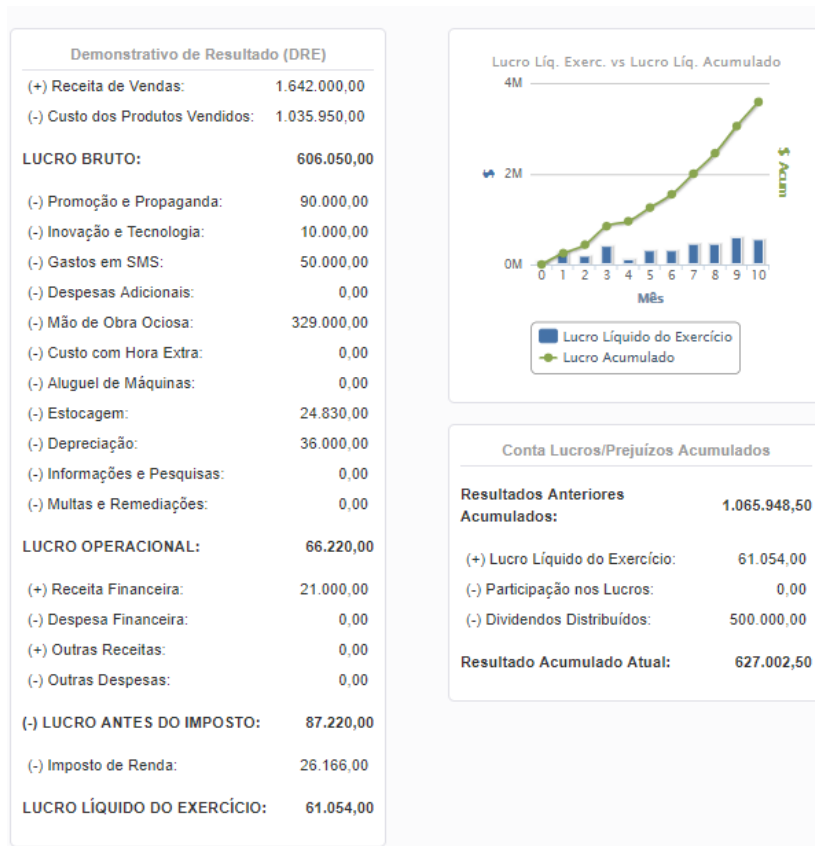 Demonstrativo de Resultado (DRE)
(+) Receita de Vendas: 1.642.000,00
(-) Custo dos Produtos Vendidos: 1.035.950,00
LUCRO BRUTO: 606.050,00
(-) Promoção e Propaganda: 90.000,00
(-) Inovação e Tecnologia: 10.000,00
(-) Gastos em SMS: 50.000,00
(-) Despesas Adicionais: 0,00
(-) Mão de Obra Ociosa: 329.000,00
(-) Custo com Hora Extra: 0,00
(-) Aluguel de Máquinas: 0,00
(-) Estocagem: 24.830,00
(-) Depreciação: 36.000,00
(-) Informações e Pesquisas: 0,00
(-) Multas e Remediações: 0,00
LUCRO OPERACIONAL: 66.220,00
(+) Receita Financeira: 21.000,00
(-) Despesa Financeira: 0,00
(+) Outras Receitas: 0,00
(-) Outras Despesas: 0,00
(-) LUCRO ANTES DO IMPOSTO: 87.220,00
(-) Imposto de Renda: 26.166,00
LUCRO LÍQUIDO DO EXERCÍCIO: 61.054,00
Lucro Líq. Exerc. vs Lucro Líq. Acumulado
4M
2M
0M
$
$ Acum
0 1 2 3 4 5 6 7 8 9 10
Mês
Lucro Líquido do Exercício
Lucro Acumulado
Conta Lucros/Prejuízos Acumulados
Resultados Anteriores
Acumulados: 1.065.948,50
(+) Lucro Líquido do Exercício: 61.054,00
(-) Participação nos Lucros: 0,00
(-) Dividendos Distribuídos: 500.000,00
Resultado Acumulado Atual: 627.002,50